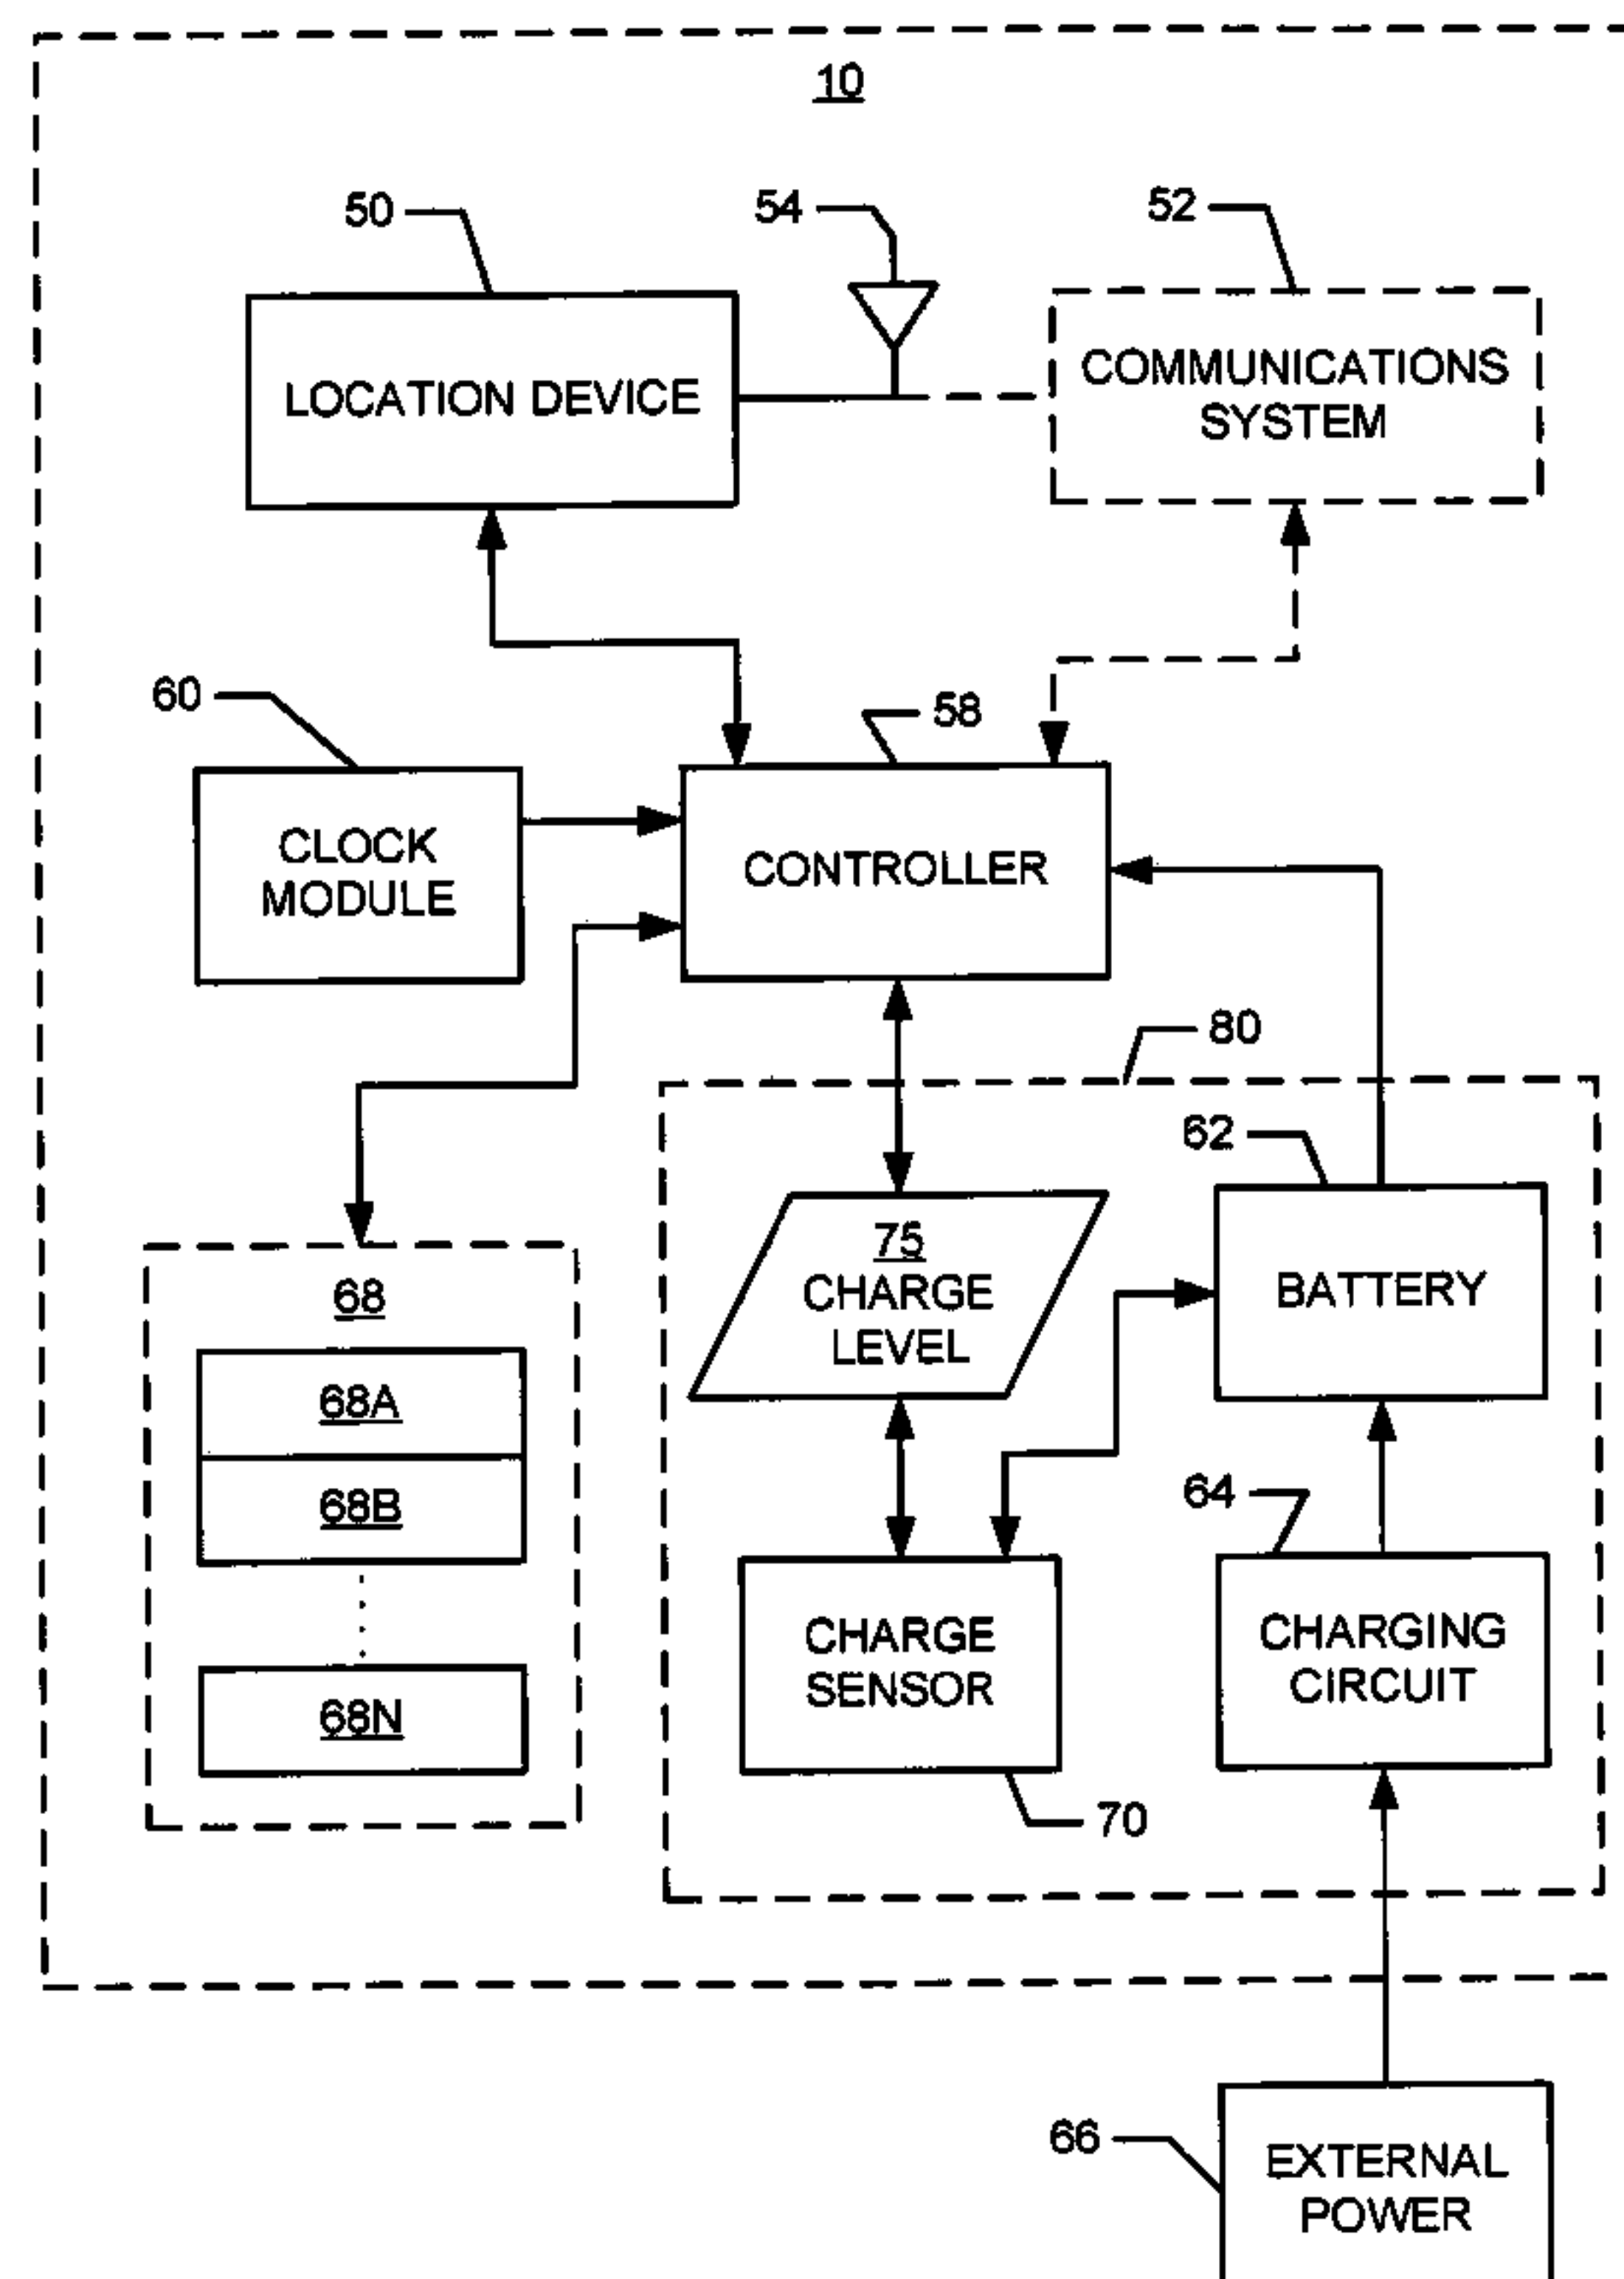 10
50
54
52
LOCATION DEVICE
COMMUNICATIONS
SYSTEM
60
58
CLOCK
MODULE
CONTROLLER
80
62
75
CHARGE
LEVEL
BATTERY
68
68A
68B
68N
64
CHARGE
SENSOR
CHARGING
CIRCUIT
70
66
EXTERNAL
POWER